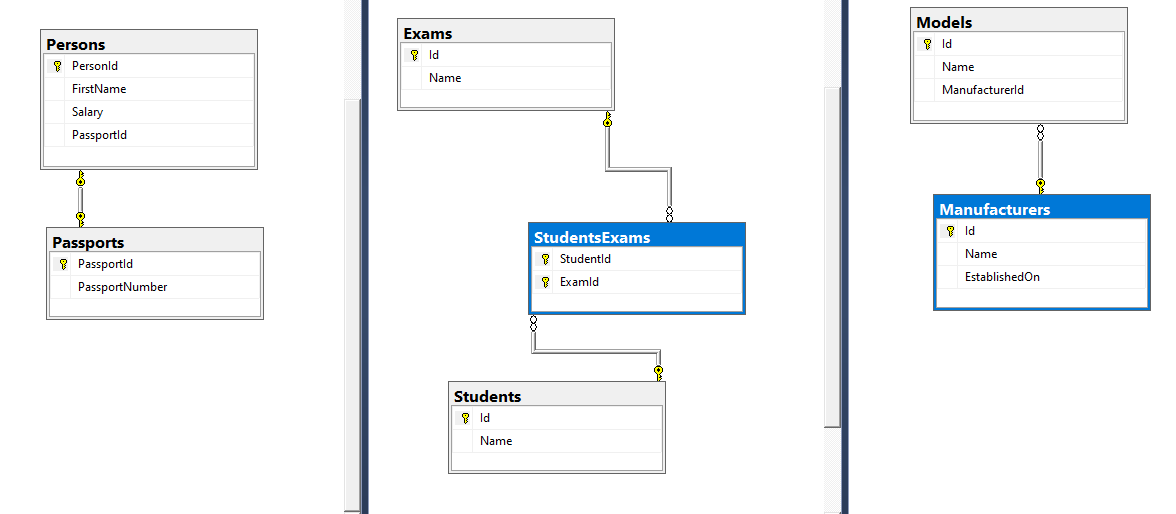 Persons
PersonId
FirstName
Salary
PassportId
Passports
PassportId
PassportNumber
Exams
Id
Name
StudentsExams
StudentId
ExamId
Students
Id
Name
Models
Id
Name
ManufacturerId
Manufacturers
Id
Name
EstablishedOn